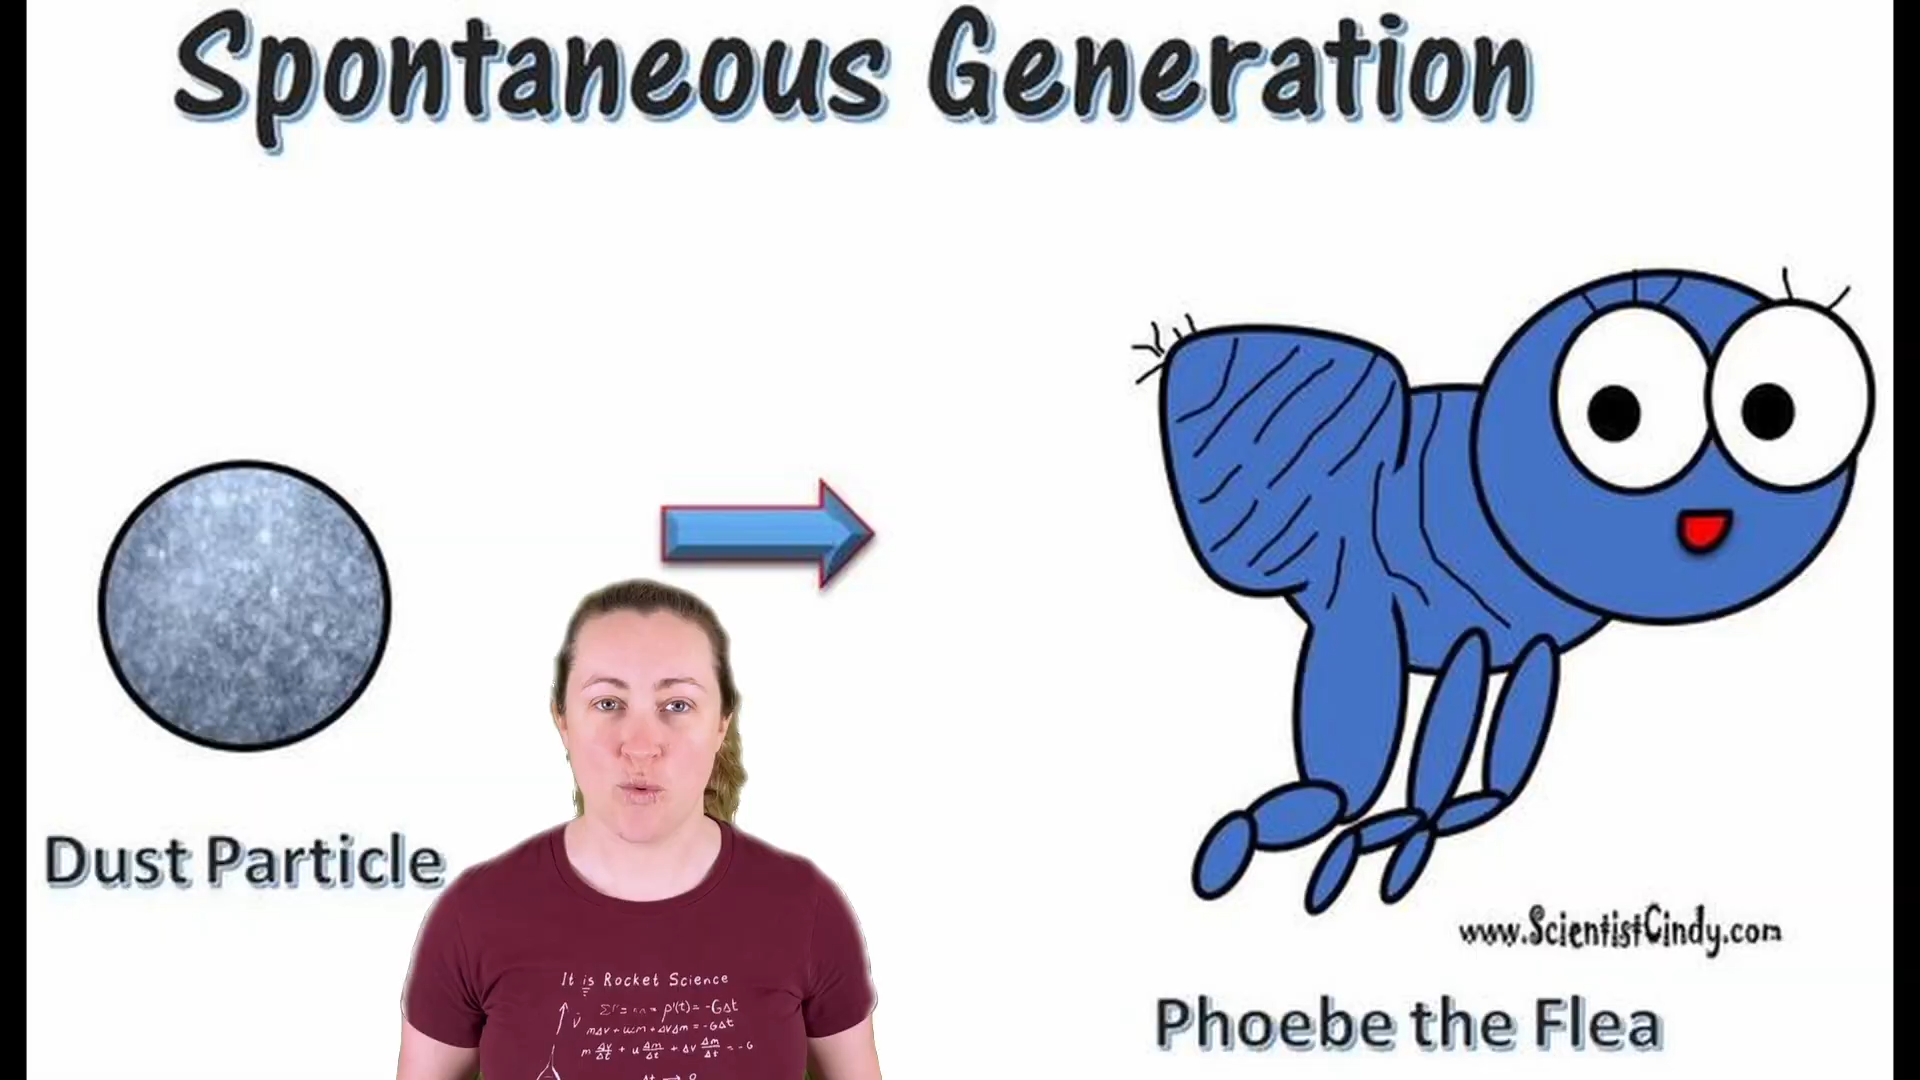 Spontaneous Generation
Dust Particle
www.ScientistCindy.com
Phoebe the Flea
It is Rocket Science